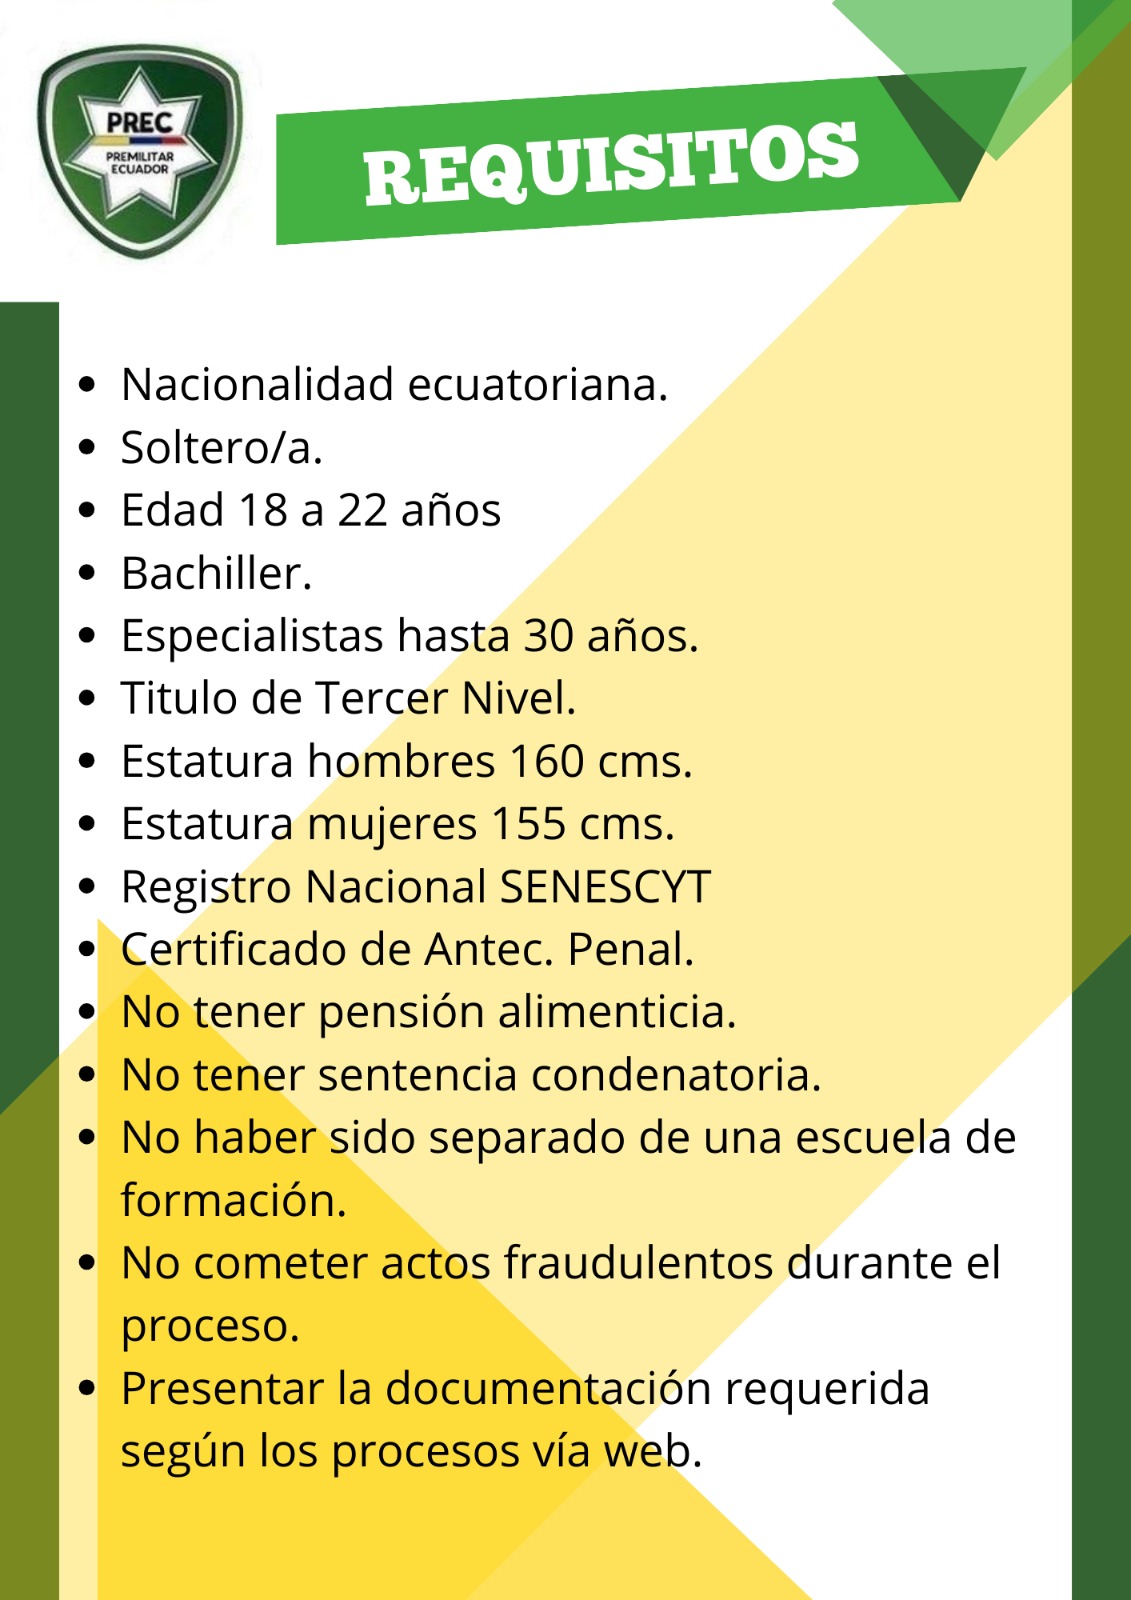 PREC
PREMILITAR
ECUADOR
REQUISITOS
• Nacionalidad ecuatoriana.
• Soltero/a.
• Edad 18 a 22 años
• Bachiller.
• Especialistas hasta 30 años.
• Titulo de Tercer Nivel.
• Estatura hombres 160 cms.
• Estatura mujeres 155 cms.
• Registro Nacional SENESCYT
• Certificado de Antec. Penal.
• No tener pensión alimenticia.
• No tener sentencia condenatoria.
• No haber sido separado de una escuela de
formación.
• No cometer actos fraudulentos durante el
proceso.
• Presentar la documentación requerida
según los procesos vía web.